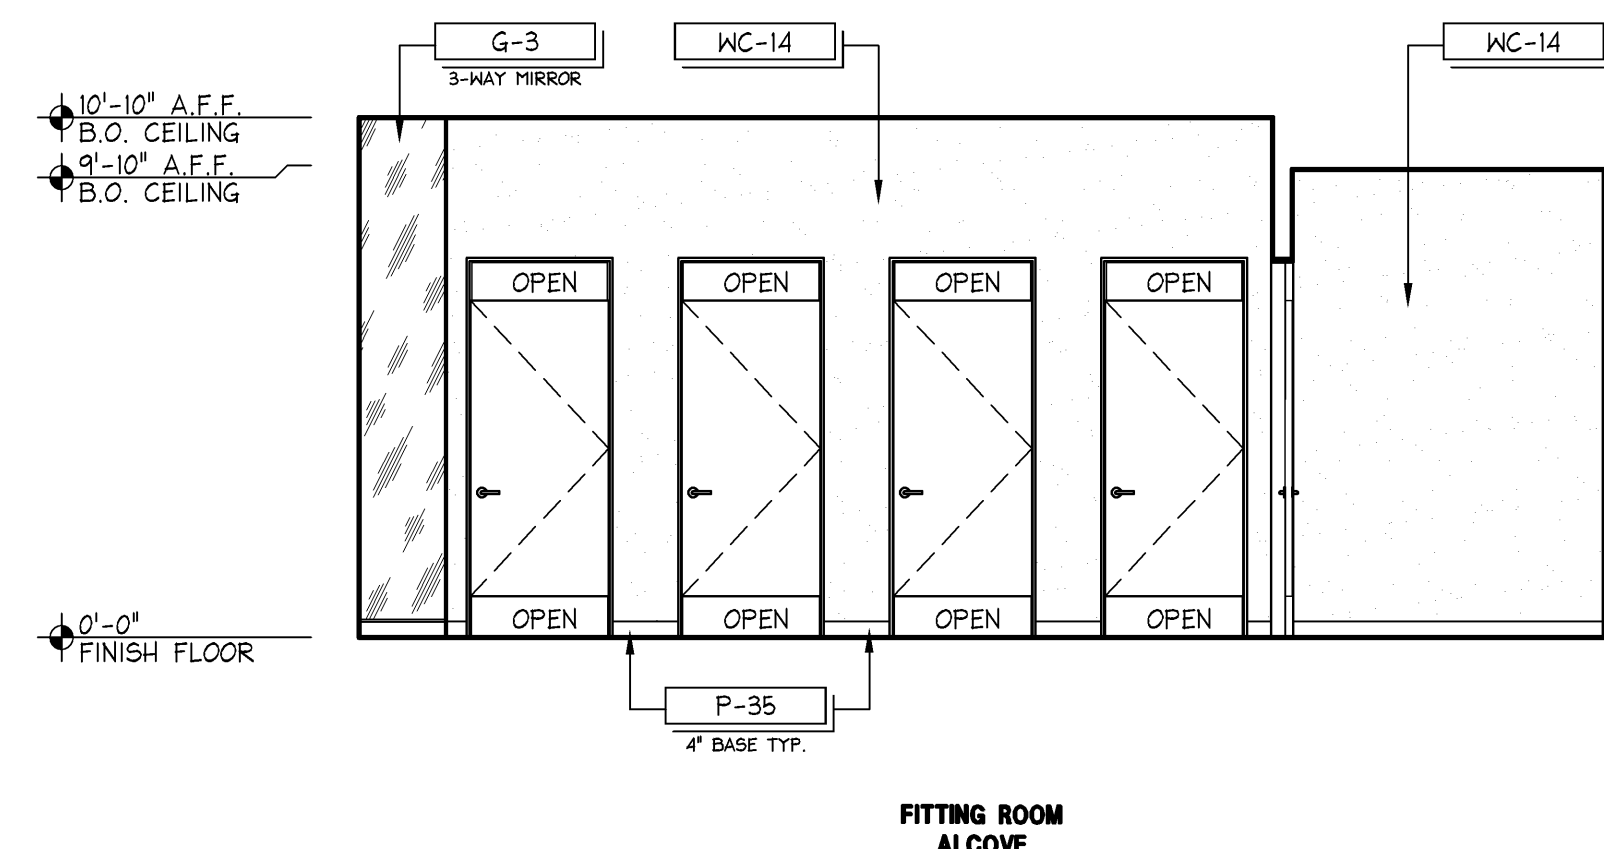 G-3
3-WAY MIRROR
WC-14
WC-14
10'-10" A.F.F.
B.O. CEILING
9'-10" A.F.F.
B.O. CEILING
OPEN OPEN OPEN OPEN
OPEN OPEN OPEN OPEN
0'-0"
FINISH FLOOR
P-35
4" BASE TYP.
FITTING ROOM
ALCOVE